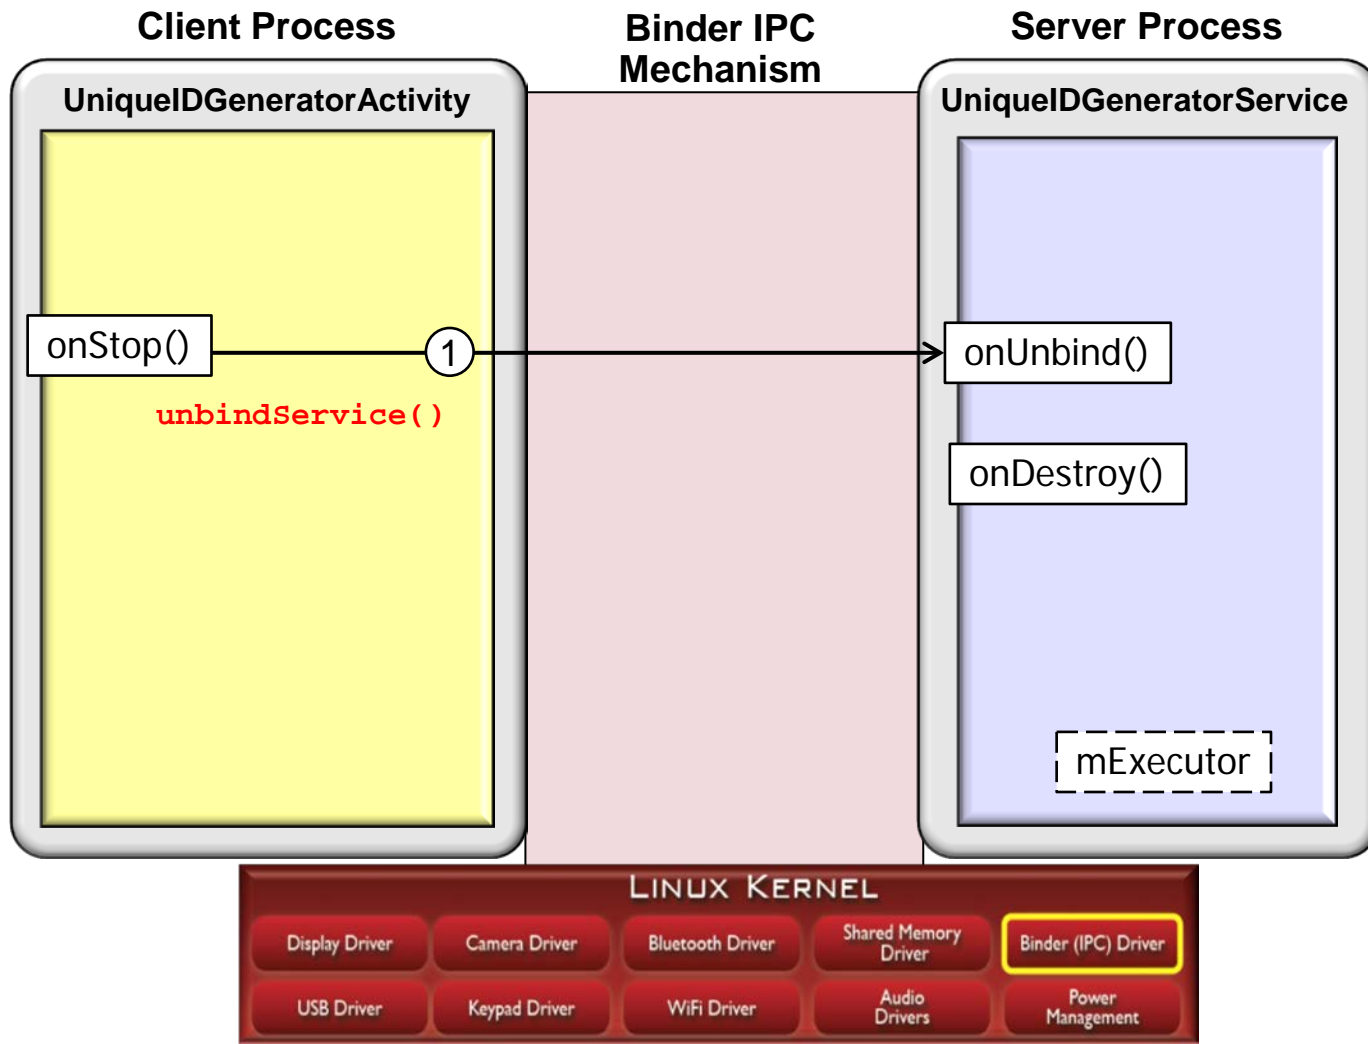 Client Process
Binder IPC
Mechanism
Server Process
UniqueIDGeneratorActivity
UniqueIDGeneratorService
onStop()
1
onUnbind()
unbindService()
onDestroy()
mExecutor
LINUX KERNEL
Display Driver
Camera Driver
Bluetooth Driver
Shared Memory
Driver
Binder (IPC) Driver
USB Driver
Keypad Driver
WiFi Driver
Audio
Drivers
Power
Management